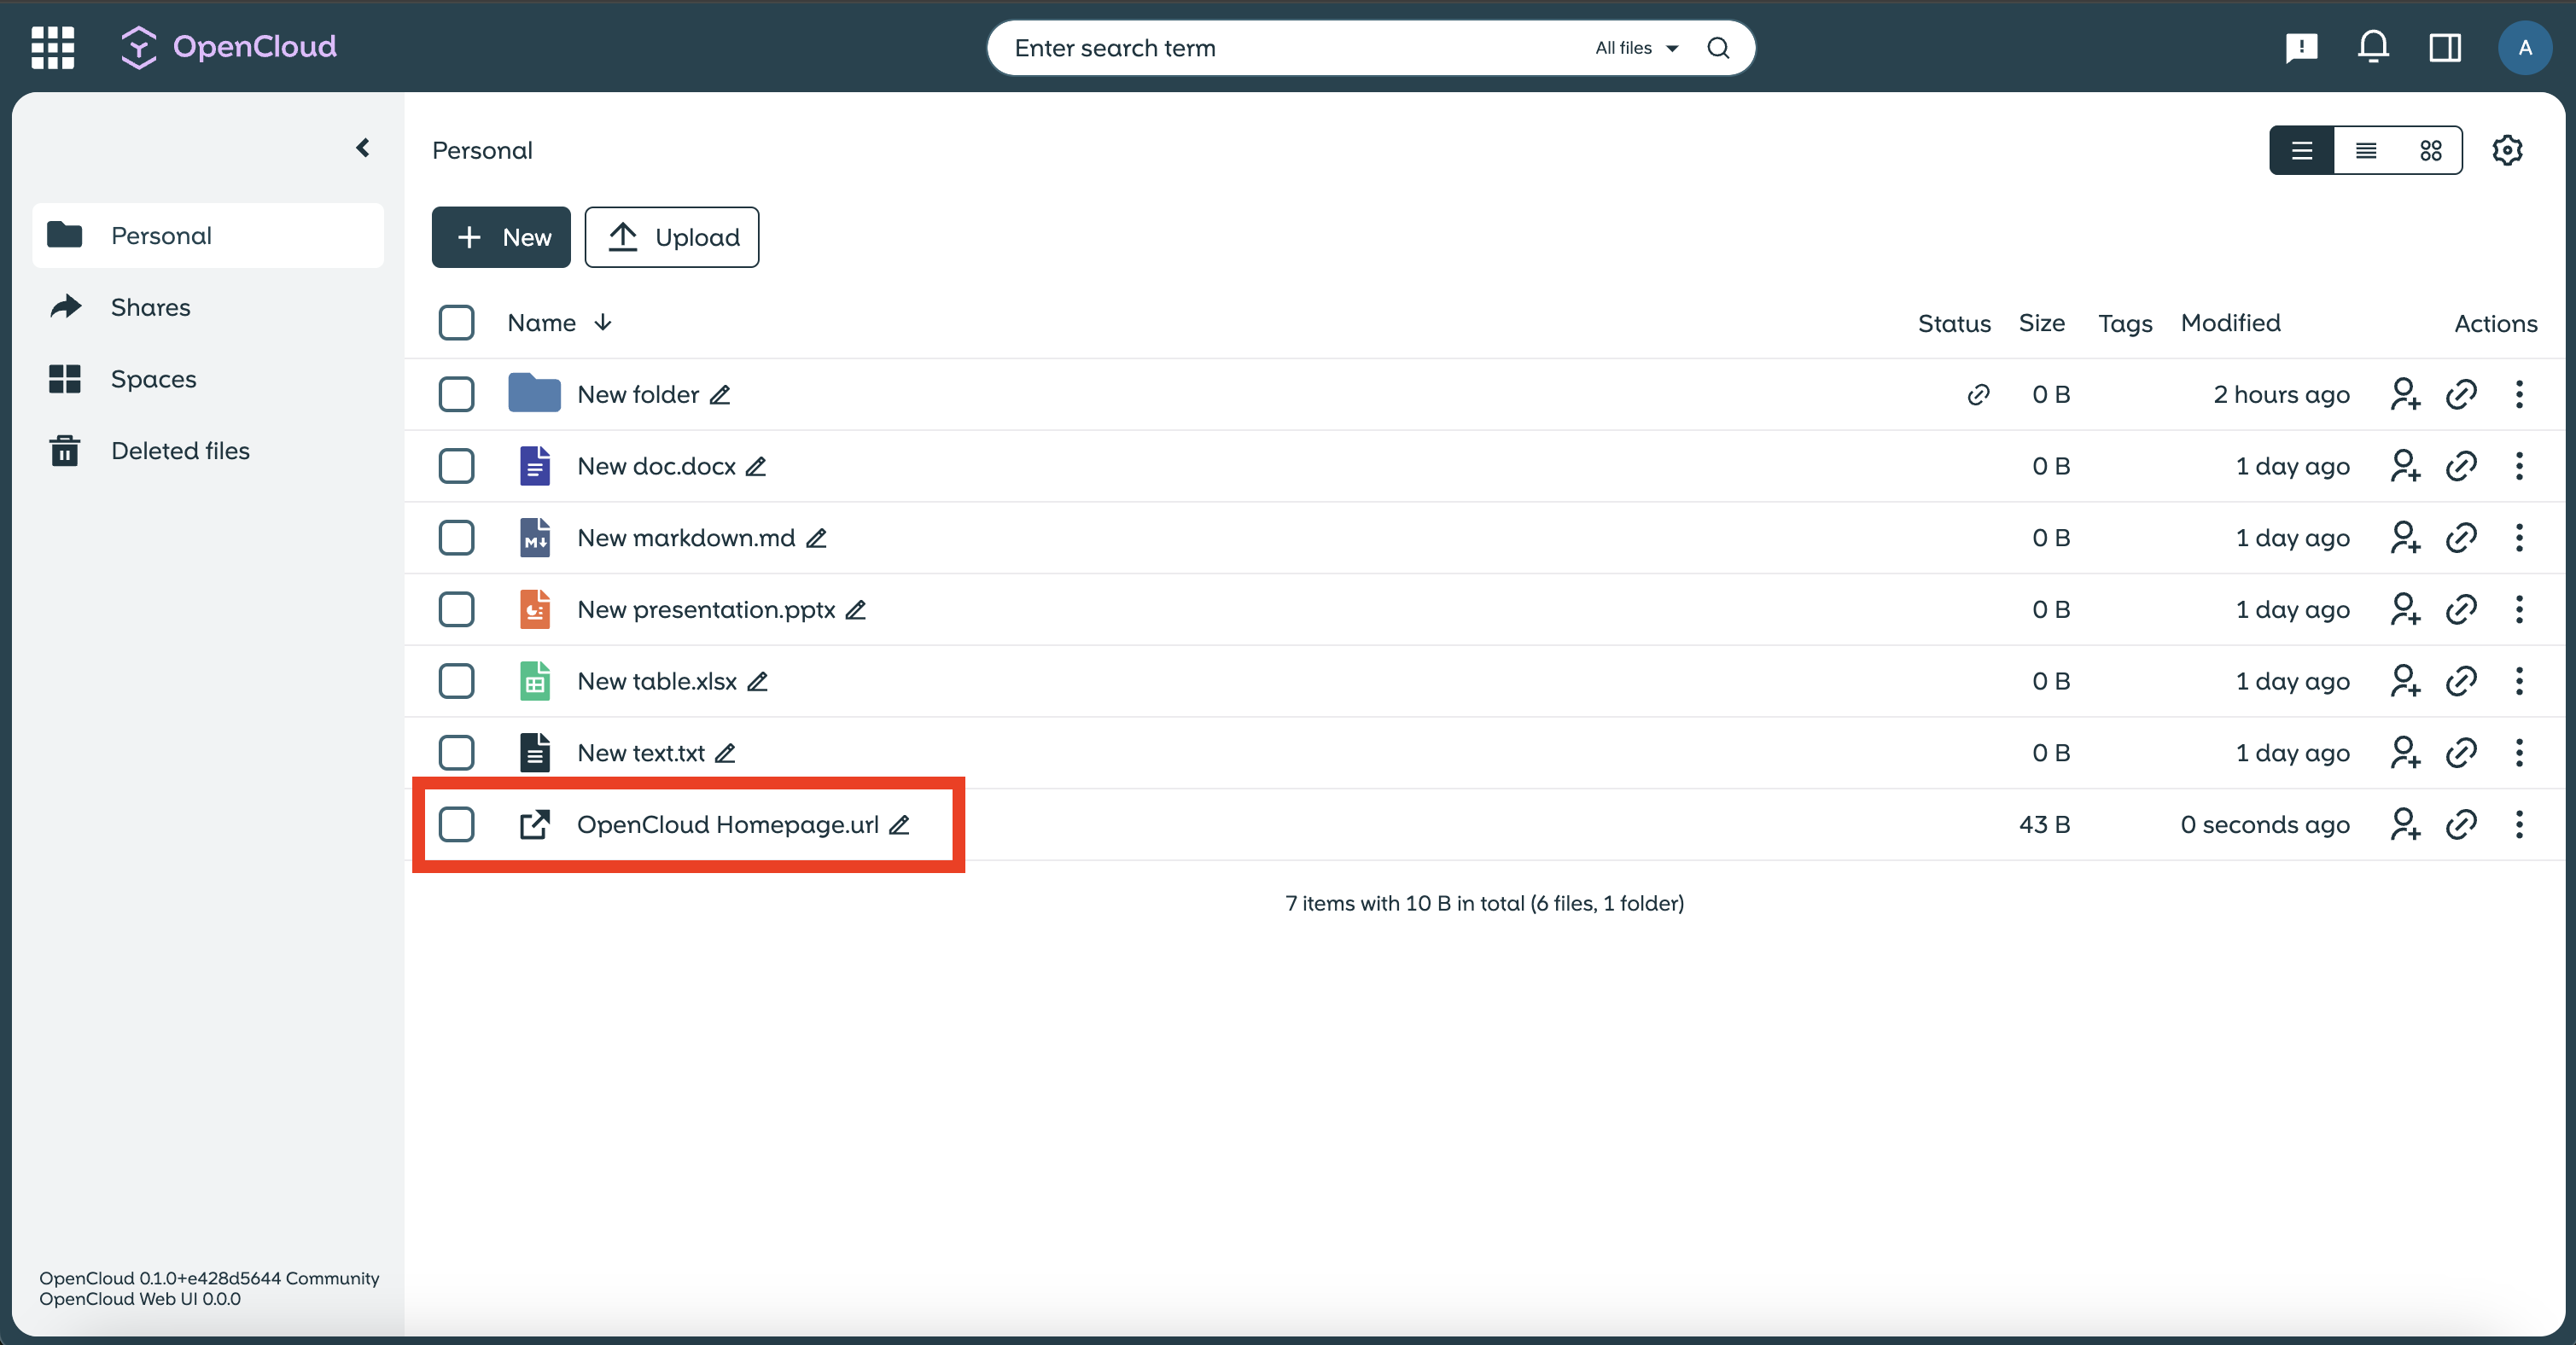 OpenCloud
Enter search term All files
A
Personal
Shares
Spaces
Deleted files
Personal
New Upload
Name Status Size Tags Modified Actions
New folder 0 B 2 hours ago
New doc.docx 0 B 1 day ago
New markdown.md 0 B 1 day ago
New presentation.pptx 0 B 1 day ago
New table.xlsx 0 B 1 day ago
New text.txt 0 B 1 day ago
OpenCloud Homepage.url 43 B 0 seconds ago
7 items with 10 B in total (6 files, 1 folder)
OpenCloud 0.1.0+e428d5644 Community
OpenCloud Web UI 0.0.0